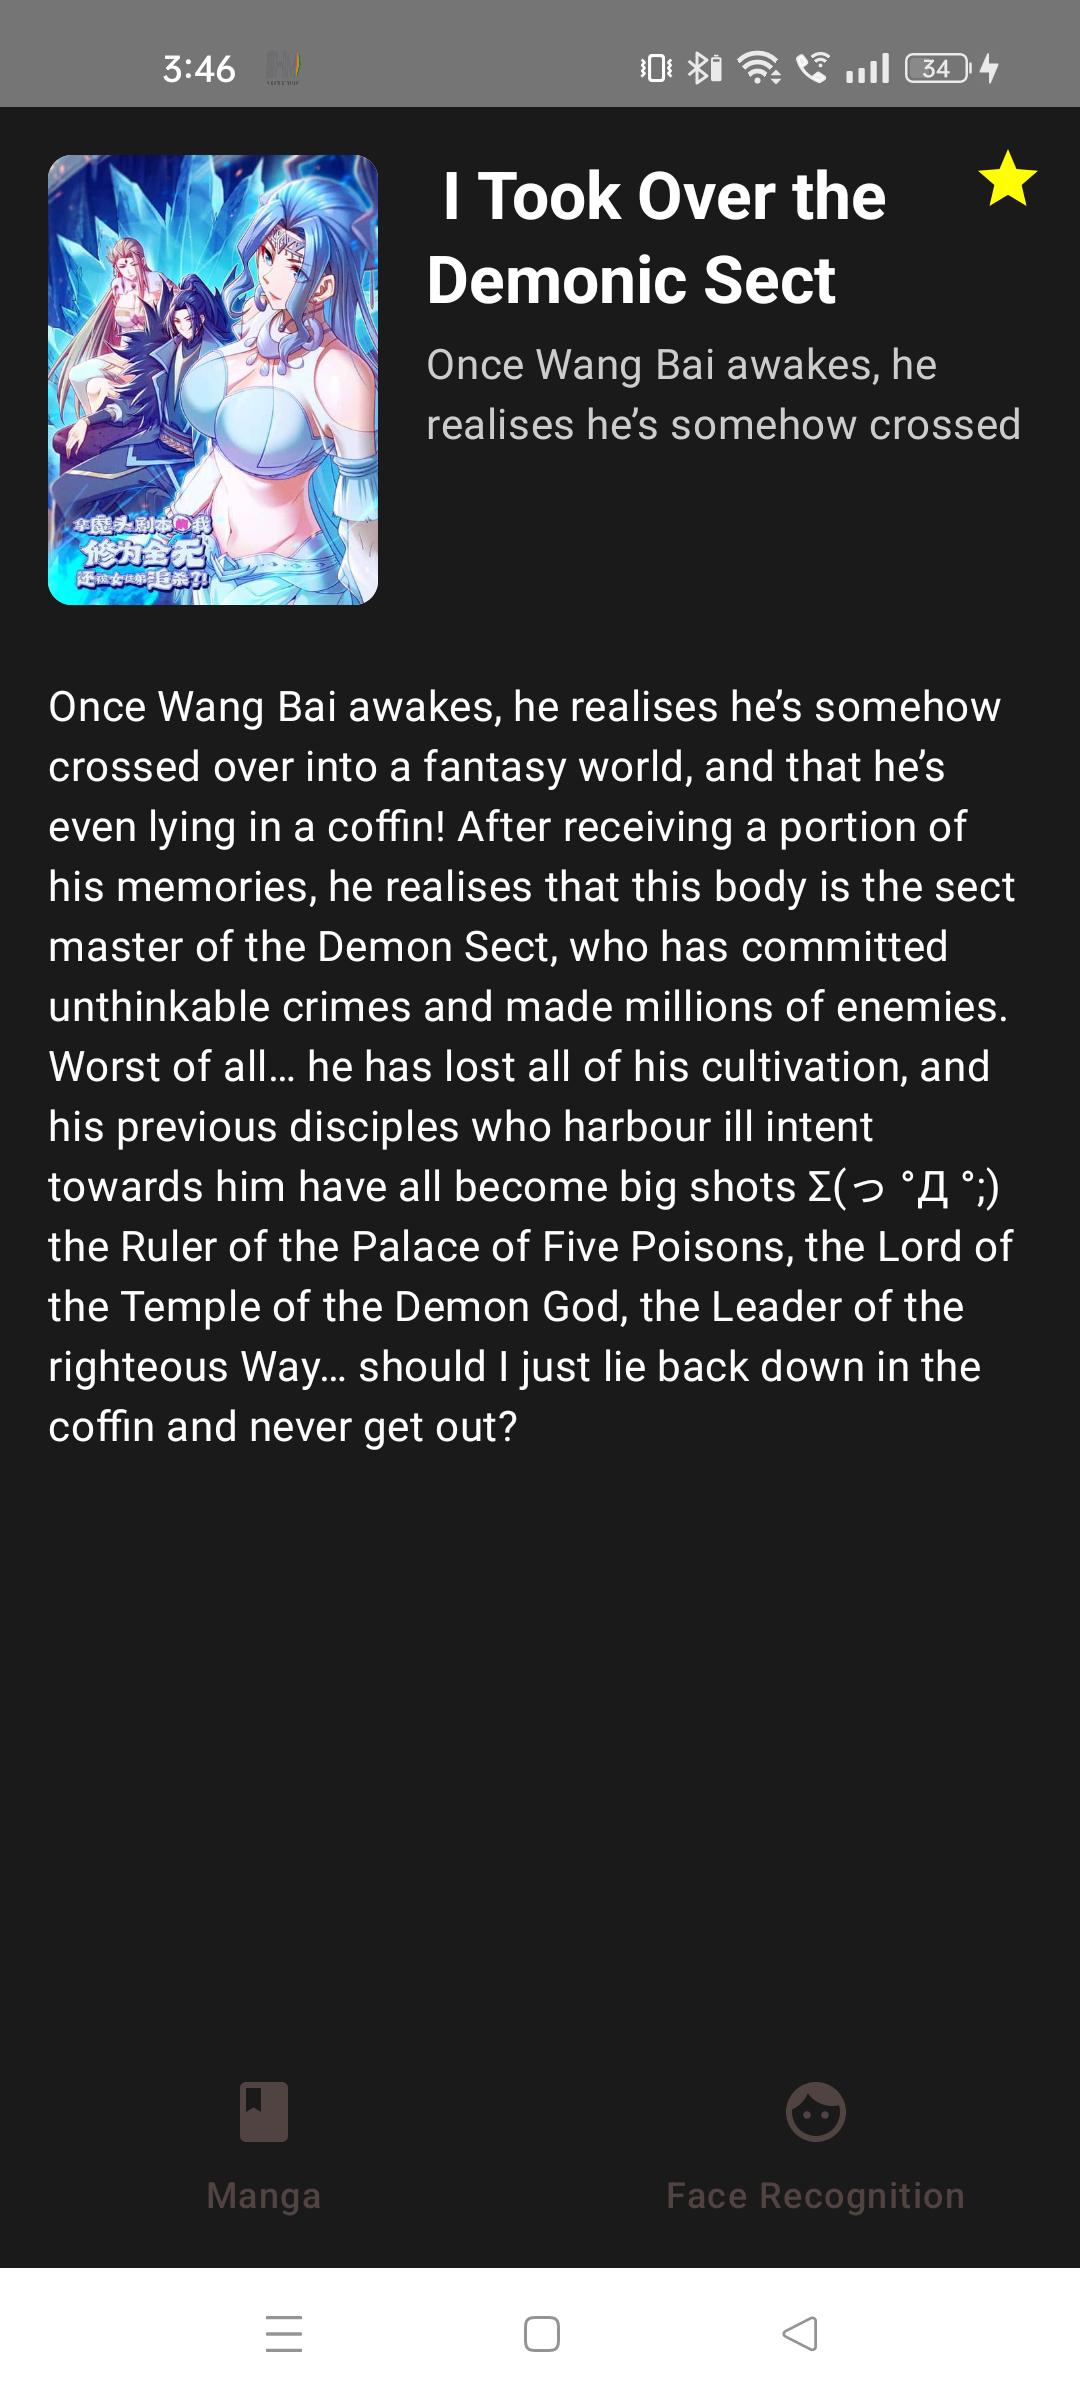 3:46
34
I Took Over the
Demonic Sect
Once Wang Bai awakes, he
realises he’s somehow crossed
拿魔头剧本的我
修为全无
还被女徒弟追杀?!
Once Wang Bai awakes, he realises he’s somehow
crossed over into a fantasy world, and that he’s
even lying in a coffin! After receiving a portion of
his memories, he realises that this body is the sect
master of the Demon Sect, who has committed
unthinkable crimes and made millions of enemies.
Worst of all… he has lost all of his cultivation, and
his previous disciples who harbour ill intent
towards him have all become big shots Σ(っ °Д °;)
the Ruler of the Palace of Five Poisons, the Lord of
the Temple of the Demon God, the Leader of the
righteous Way… should I just lie back down in the
coffin and never get out?
Manga
Face Recognition